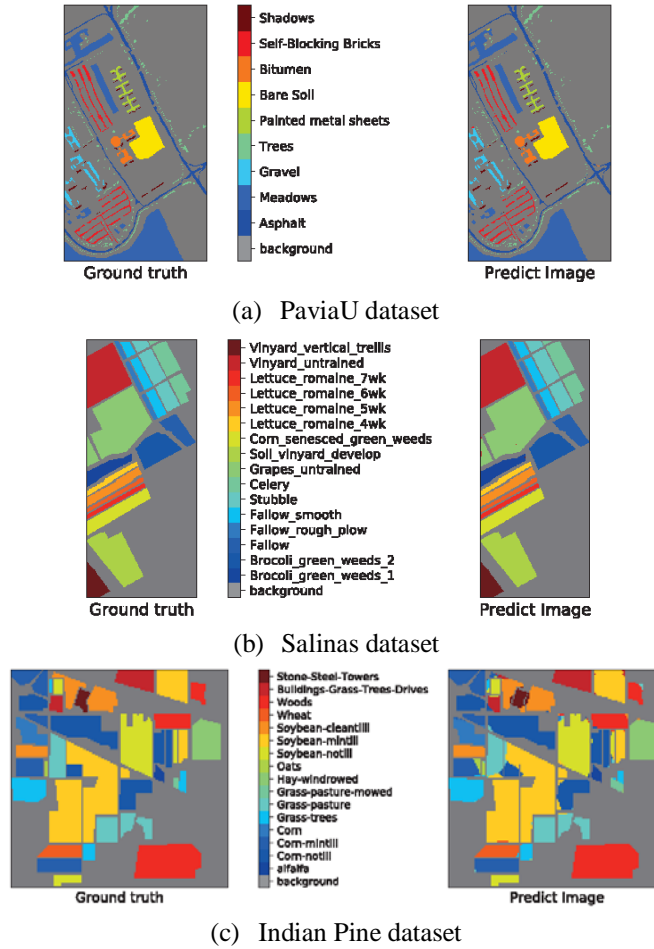 Shadows
Self-Blocking Bricks
Bitumen
Bare Soil
Painted metal sheets
Trees
Gravel
Meadows
Asphalt
background
Ground truth
Predict Image
(a) PaviaU dataset
Vinyard_vertical_trellis
Vinyard_untrained
Lettuce_romaine_7wk
Lettuce_romaine_6wk
Lettuce_romaine_5wk
Lettuce_romaine_4wk
Corn_senesced_green_weeds
Soil_vinyard_develop
Grapes_untrained
Celery
Stubble
Fallow_smooth
Fallow_rough_plow
Fallow
Brocoli_green_weeds_2
Brocoli_green_weeds_1
background
Ground truth
Predict Image
(b) Salinas dataset
Stone-Steel-Towers
Buildings-Grass-Trees-Drives
Woods
Wheat
Soybean-cleantilll
Soybean-mintill
Soybean-notill
Oats
Hay-windrowed
Grass-pasture-mowed
Grass-pasture
Grass-trees
Corn
Corn-mintill
Corn-notill
alfalfa
background
Ground truth
Predict Image
(c) Indian Pine dataset